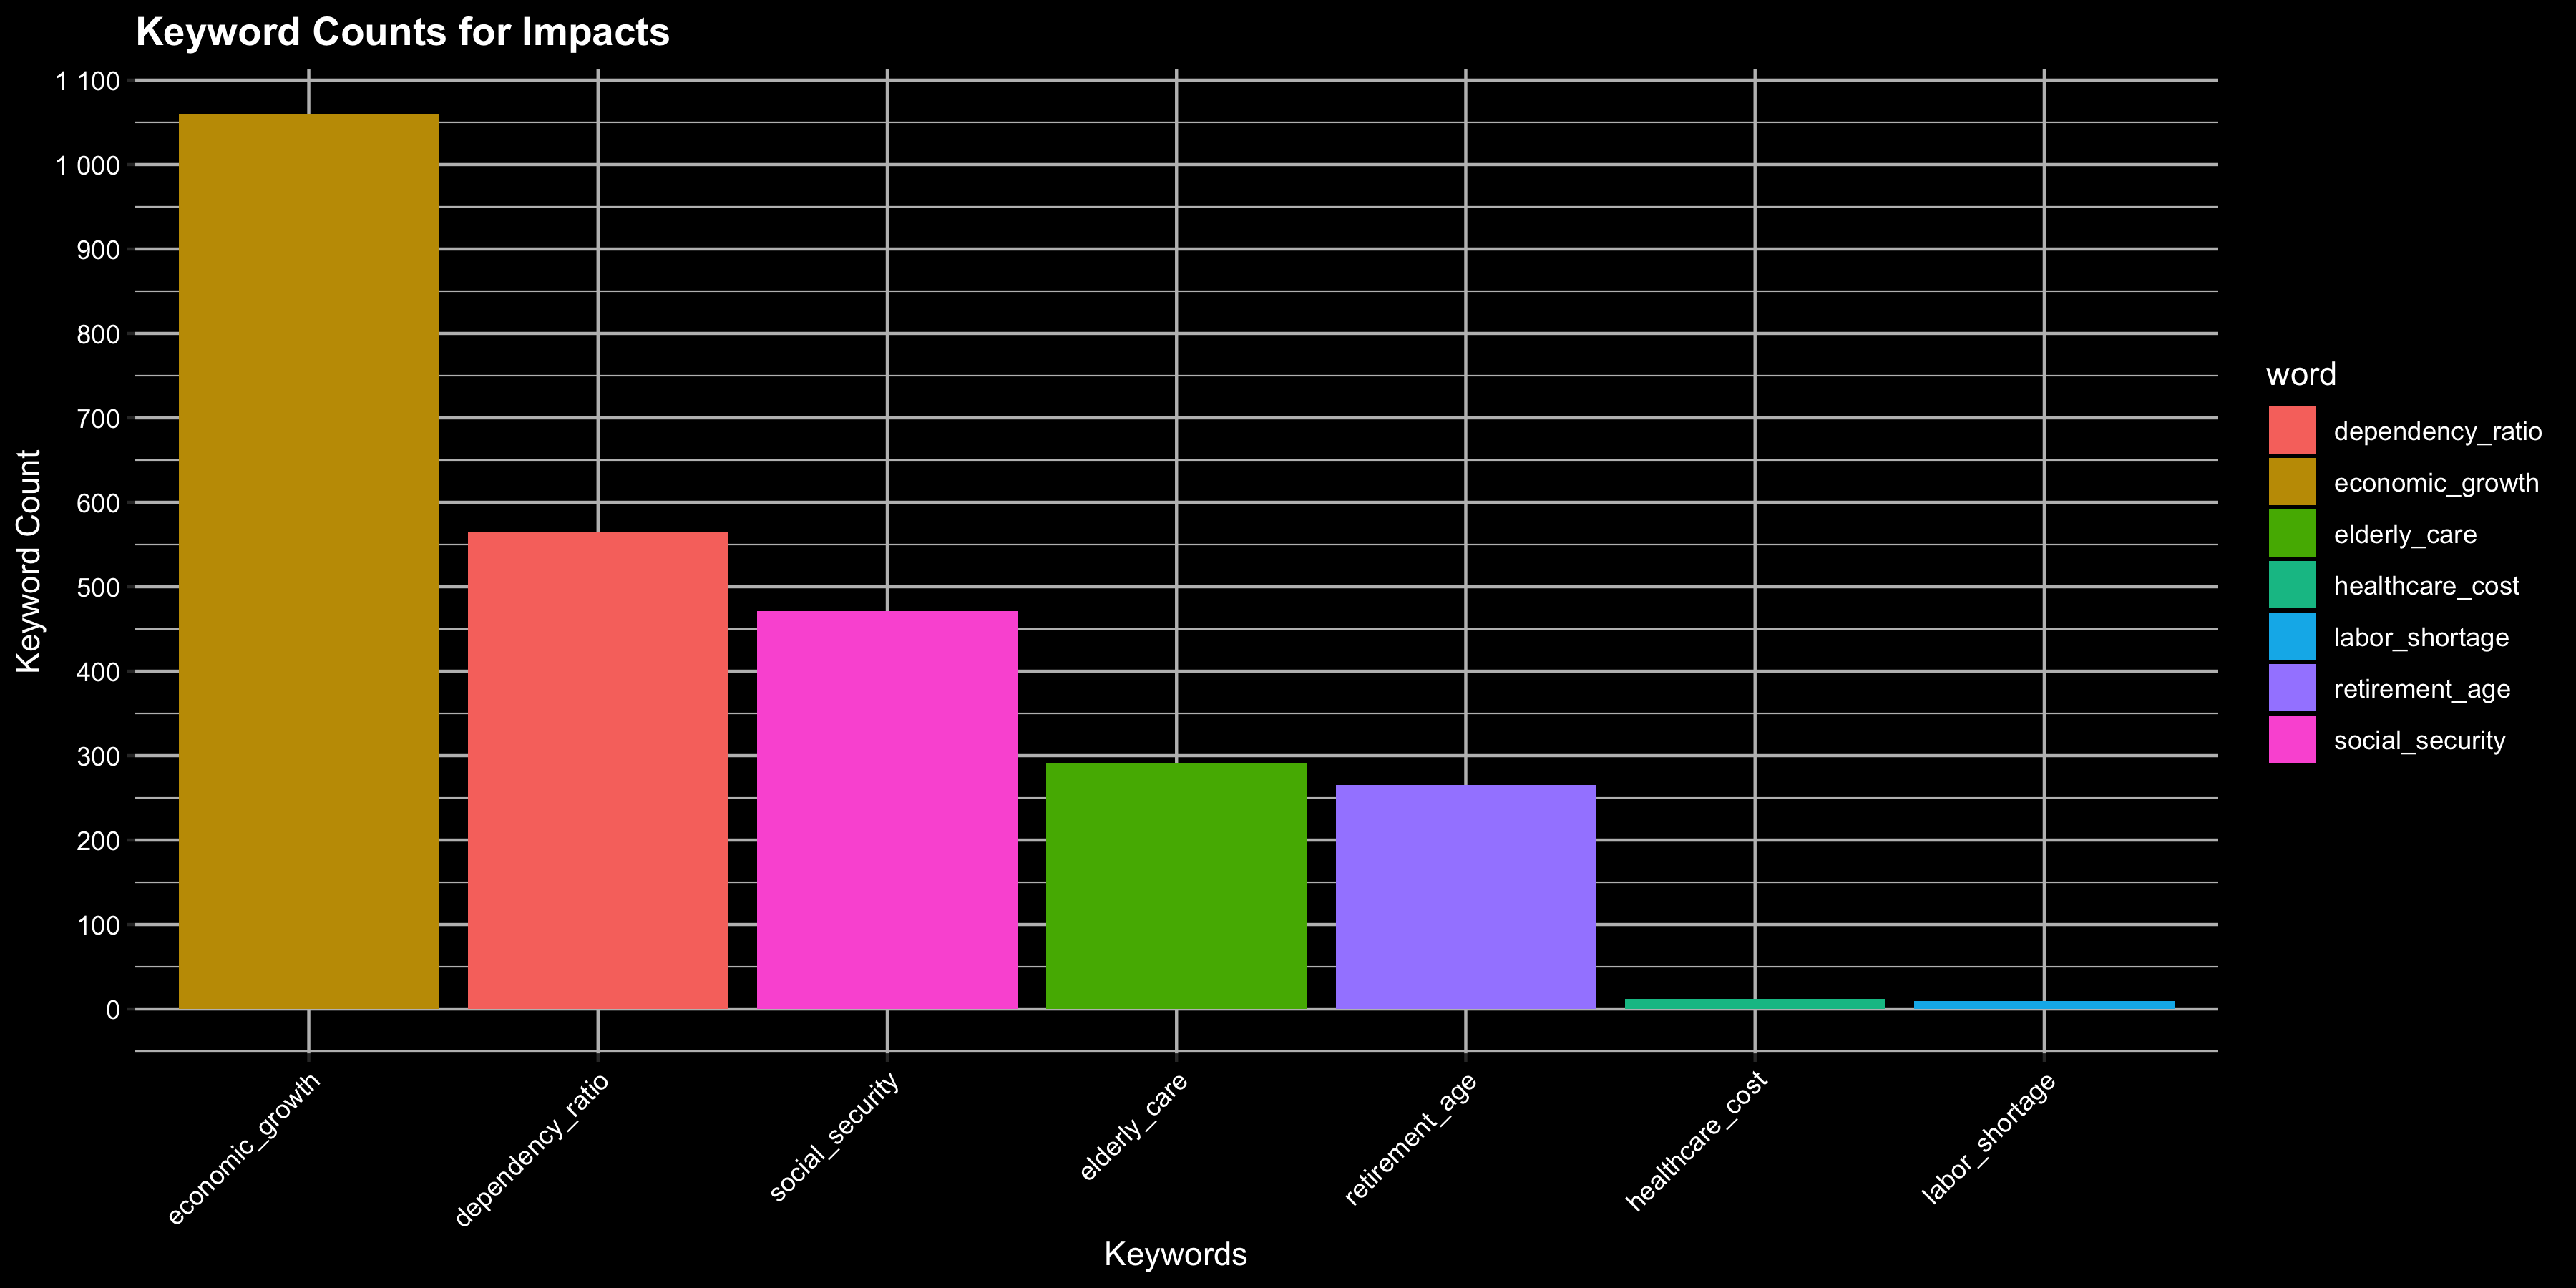 Keyword Counts for Impacts
Keyword Count
1 100
1 000
900
800
700
600
500
400
300
200
100
0
economic_growth
dependency_ratio
social_security
elderly_care
retirement_age
healthcare_cost
labor_shortage
Keywords
word
dependency_ratio
economic_growth
elderly_care
healthcare_cost
labor_shortage
retirement_age
social_security